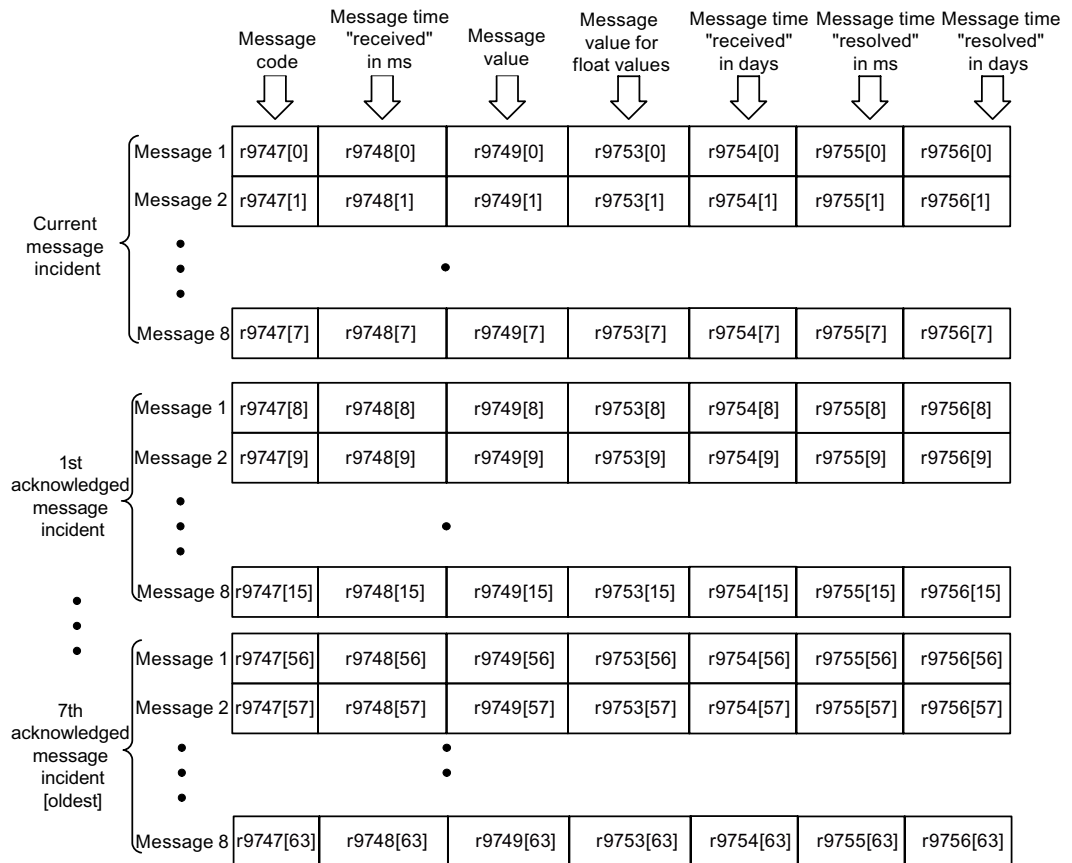 Message code
Message time "received" in ms
Message value
Message value for float values
Message time "received" in days
Message time "resolved" in ms
Message time "resolved" in days
Current message incident
Message 1 r9747[0] r9748[0] r9749[0] r9753[0] r9754[0] r9755[0] r9756[0]
Message 2 r9747[1] r9748[1] r9749[1] r9753[1] r9754[1] r9755[1] r9756[1]
Message 8 r9747[7] r9748[7] r9749[7] r9753[7] r9754[7] r9755[7] r9756[7]
1st acknowledged message incident
Message 1 r9747[8] r9748[8] r9749[8] r9753[8] r9754[8] r9755[8] r9756[8]
Message 2 r9747[9] r9748[9] r9749[9] r9753[9] r9754[9] r9755[9] r9756[9]
Message 8 r9747[15] r9748[15] r9749[15] r9753[15] r9754[15] r9755[15] r9756[15]
7th acknowledged message incident [oldest]
Message 1 r9747[56] r9748[56] r9749[56] r9753[56] r9754[56] r9755[56] r9756[56]
Message 2 r9747[57] r9748[57] r9749[57] r9753[57] r9754[57] r9755[57] r9756[57]
Message 8 r9747[63] r9748[63] r9749[63] r9753[63] r9754[63] r9755[63] r9756[63]